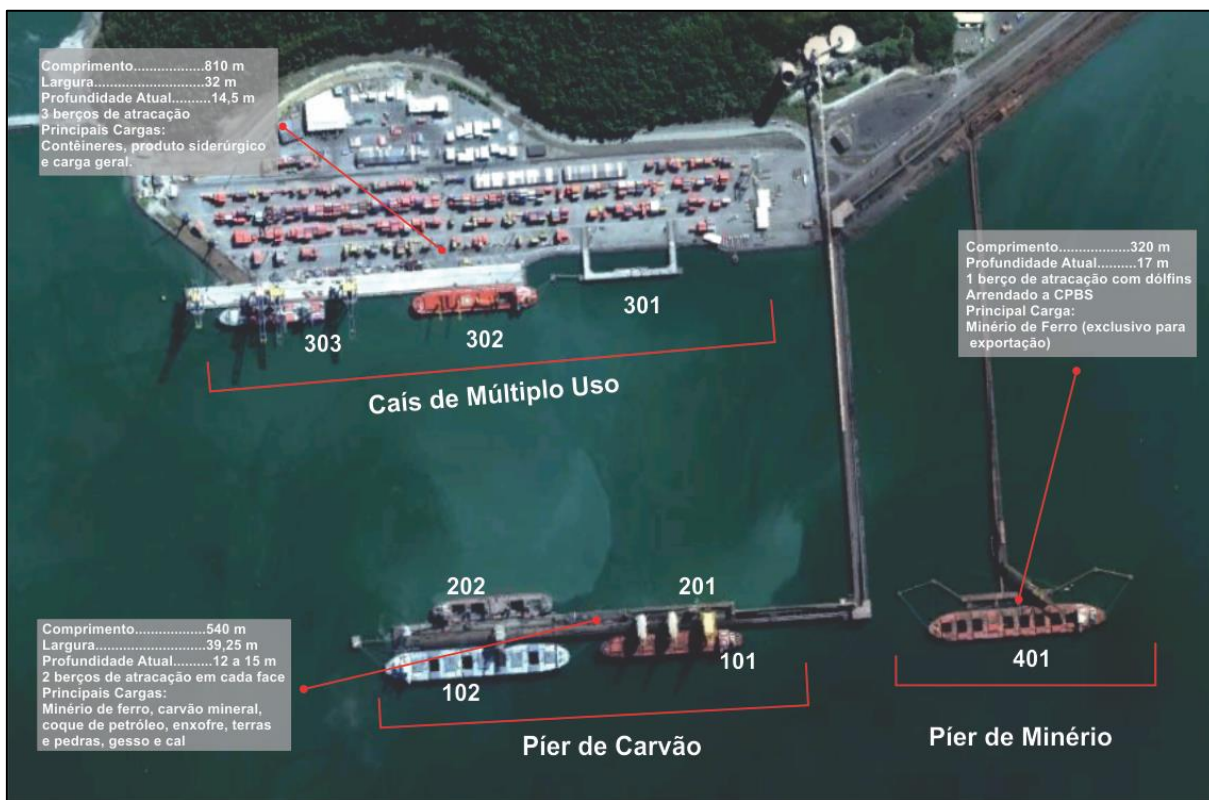 Comprimento..................810 m
Largura............................32 m
Profundidade Atual..........14,5 m
3 berços de atracação
Principais Cargas:
Contêineres, produto siderúrgico
e carga geral.
Comprimento..................320 m
Profundidade Atual..........17 m
1 berço de atracação com dólfins
Arrendado a CPBS
Principal Carga:
Minério de Ferro (exclusivo para
exportação)
303
302
301
Caís de Múltiplo Uso
202
201
Comprimento..................540 m
Largura............................39,25 m
Profundidade Atual..........12 a 15 m
2 berços de atracação em cada face
Principais Cargas:
Minério de ferro, carvão mineral,
coque de petróleo, enxofre, terras
e pedras, gesso e cal
102
101
401
Píer de Carvão
Píer de Minério